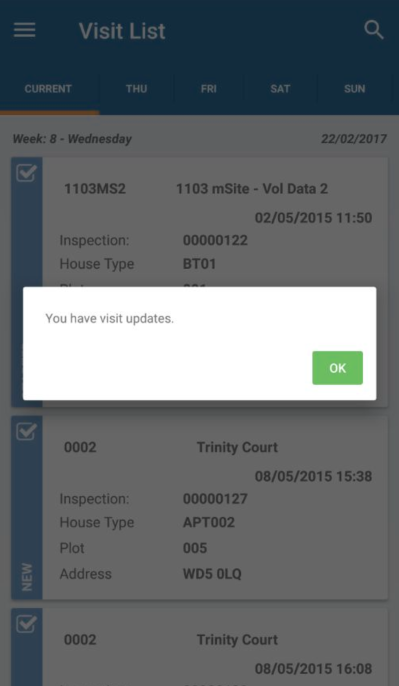 Visit List
CURRENT THU FRI SAT SUN
Week: 8 - Wednesday 22/02/2017
1103MS2 1103 mSite - Vol Data 2
02/05/2015 11:50
Inspection: 00000122
House Type BT01
You have visit updates.
OK
0002 Trinity Court
08/05/2015 15:38
Inspection: 00000127
House Type APT002
Plot 005
Address WD5 0LQ
NEW
0002 Trinity Court
08/05/2015 16:08